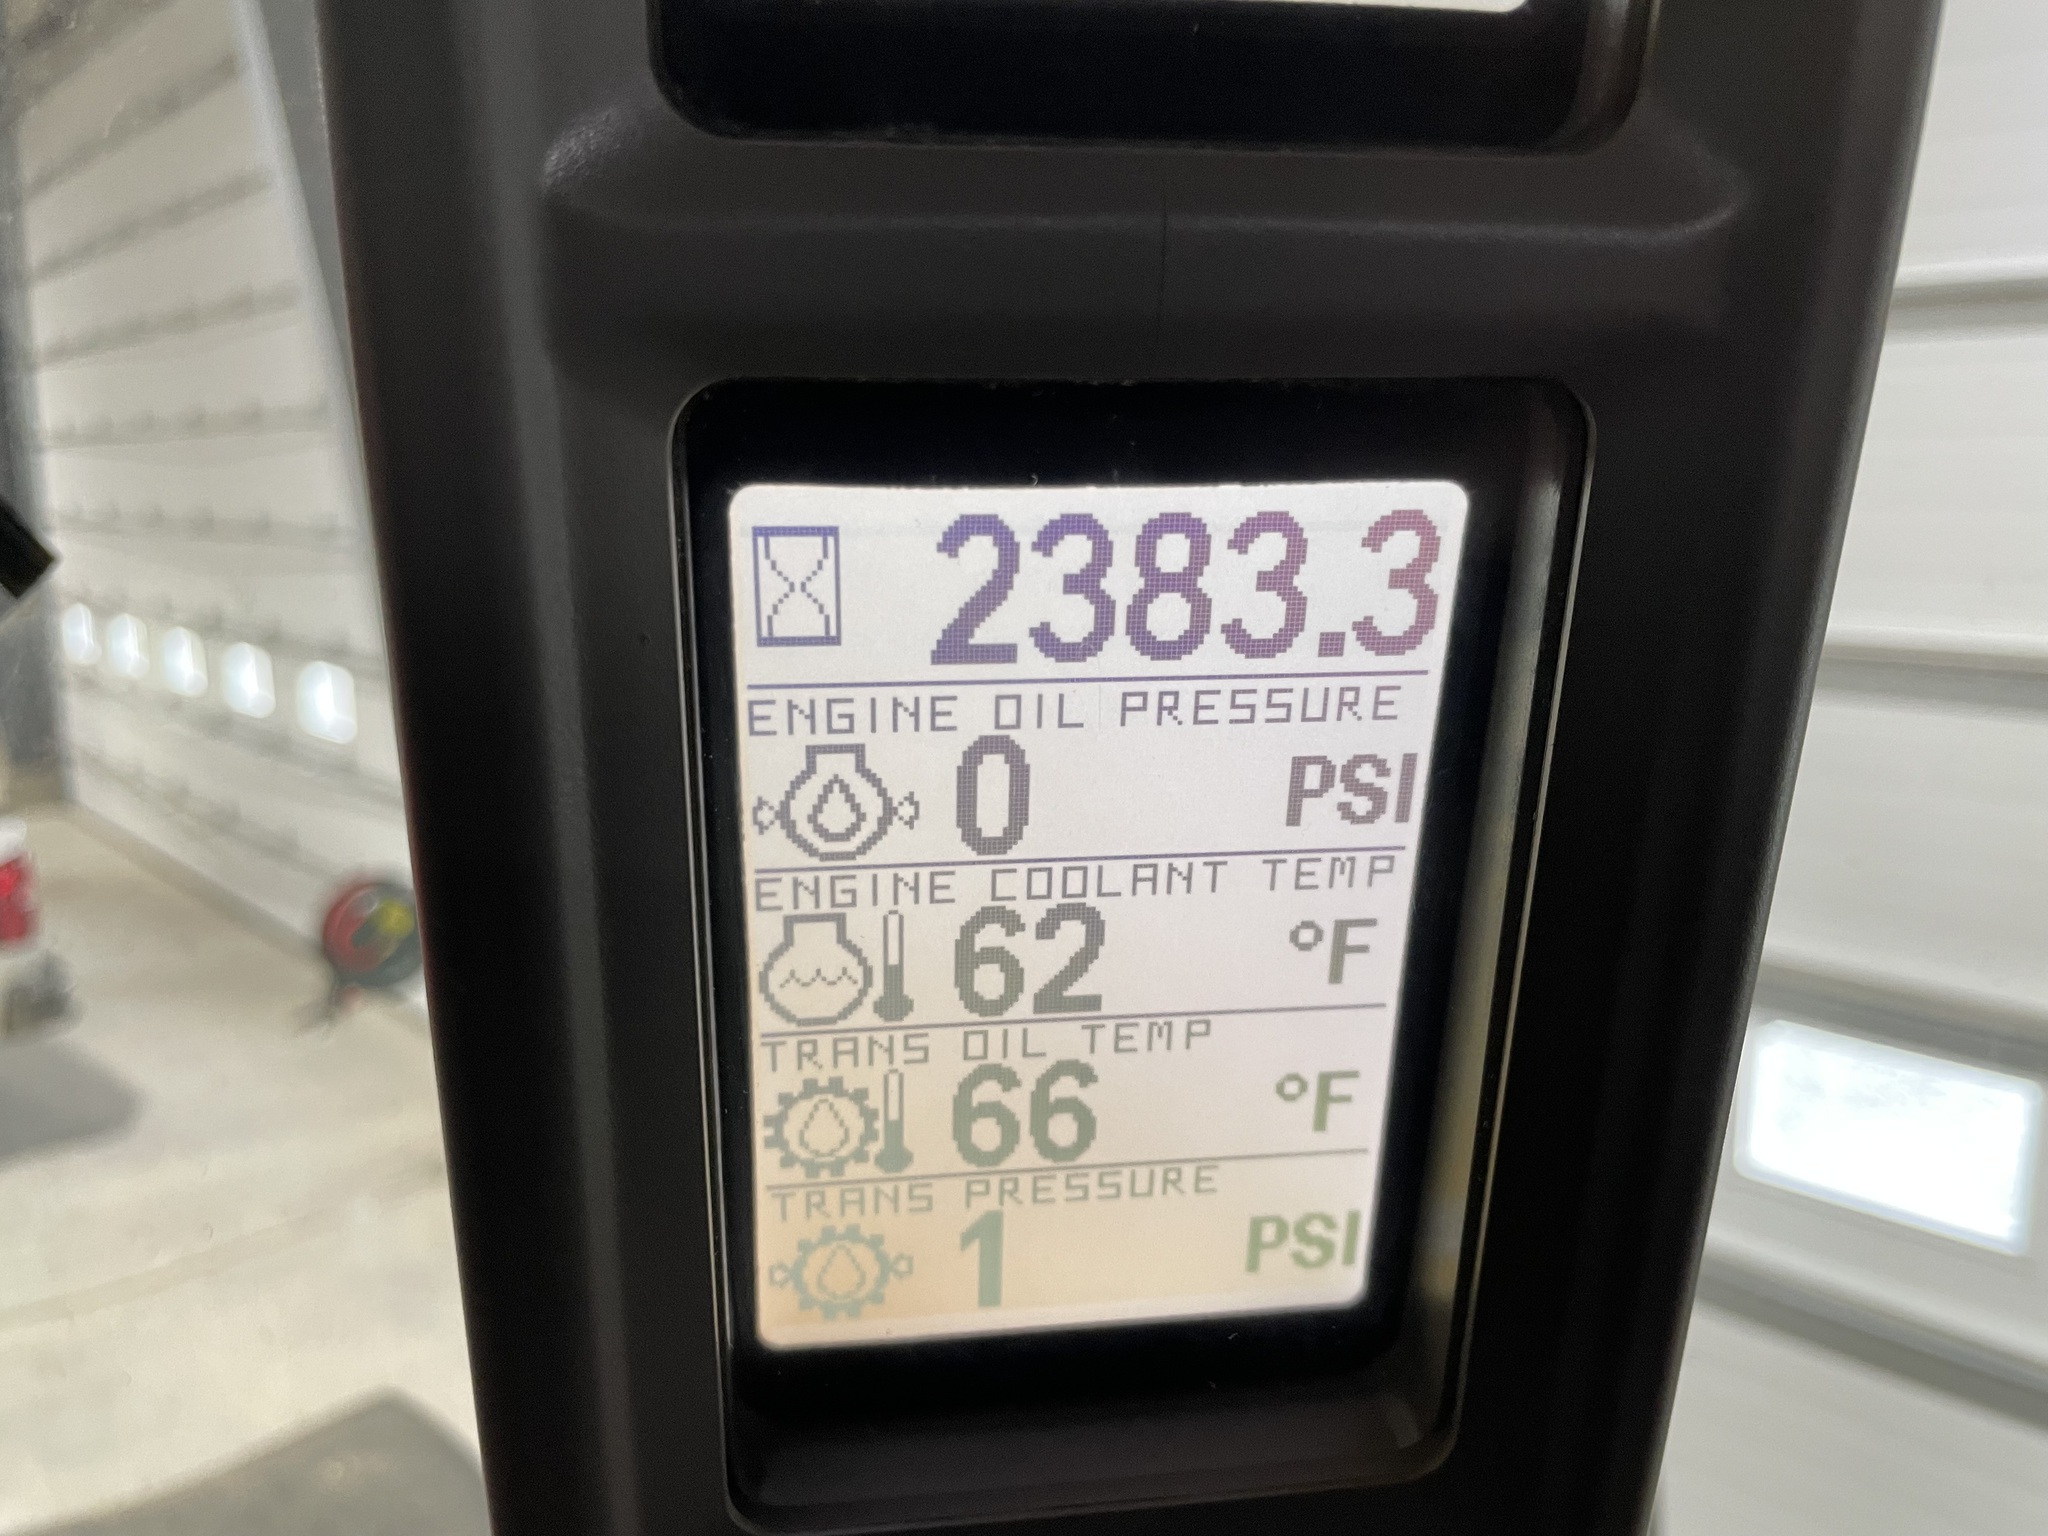 2383.3
ENGINE OIL PRESSURE
0 PSI
ENGINE COOLANT TEMP
62 °F
TRANS OIL TEMP
66 °F
TRANS PRESSURE
1 PSI